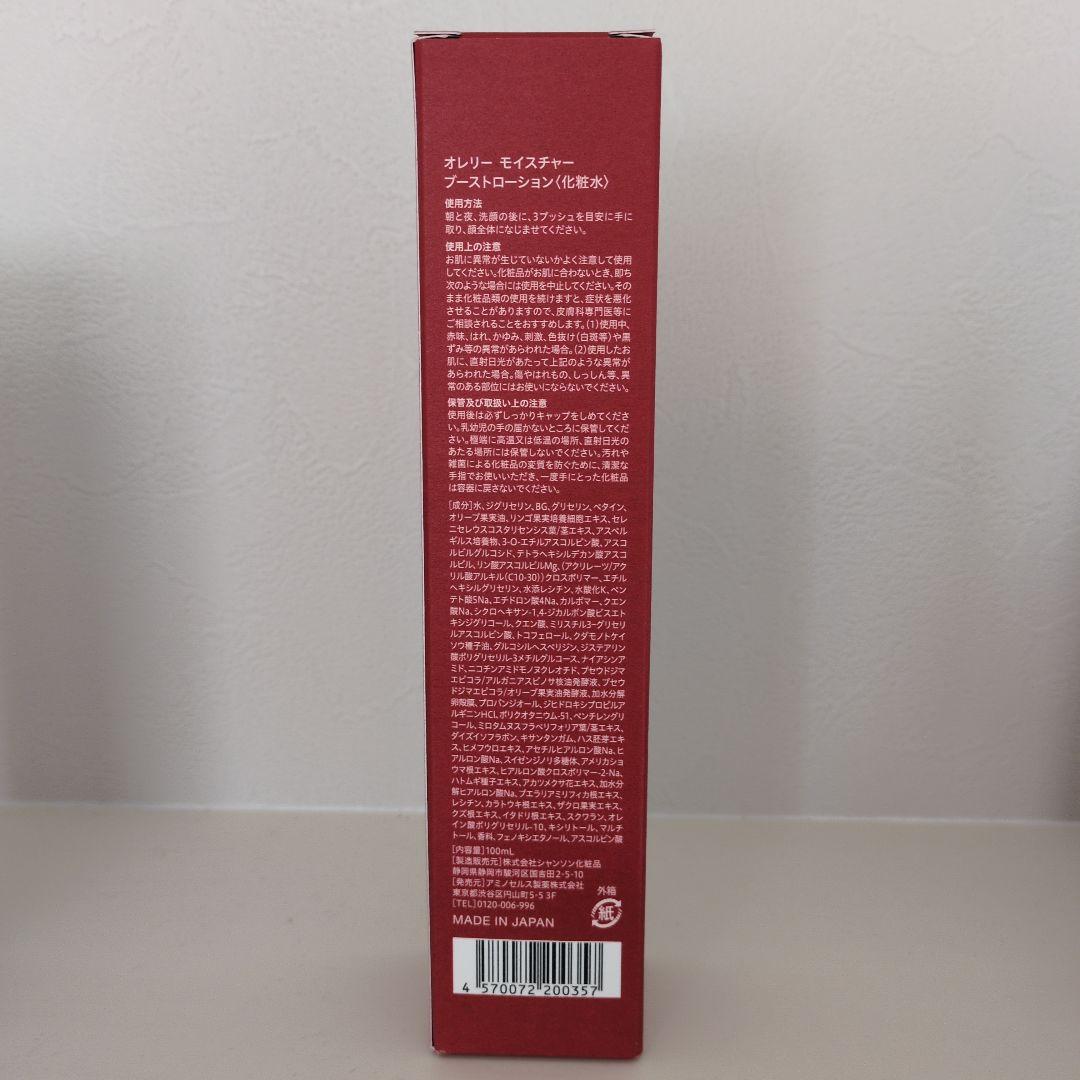 オレリー モイスチャー
ブーストローション〈化粧水〉
使用方法
朝と夜、洗顔の後に、3プッシュを目安に手に
取り、顔全体になじませてください。
使用上の注意
お肌に異常が生じていないかよく注意して使用
してください。化粧品がお肌に合わないとき、即ち
次のような場合には使用を中止してください。その
まま化粧品類の使用を続けますと、症状を悪化
させることがありますので、皮膚科専門医等に
ご相談されることをおすすめします。(1)使用中、
赤味、はれ、かゆみ、刺激、色抜け(白斑等)や黒
ずみ等の異常があらわれた場合。(2)使用したお
肌に、直射日光があたって上記のような異常が
あらわれた場合。傷やはれもの、しっしん等、異
常のある部位にはお使いにならないでください。
保管及び取扱い上の注意
使用後は必ずしっかりキャップをしめてくださ
い。乳幼児の手の届かないところに保管してくだ
さい。極端に高温又は低温の場所、直射日光の
あたる場所には保管しないでください。汚れや
雑菌による化粧品の変質を防ぐために、清潔な
手指でお使いいただき、一度手にとった化粧品
は容器に戻さないでください。
[成分]水、ジグリセリン、BG、グリセリン、ベタイン、
オリーブ果実油、リンゴ果実培養細胞エキス、セレ
ニセレウスコスタリセンシス葉/茎エキス、アスペル
ギルス培養物、3-O-エチルアスコルビン酸、アスコ
ルビルグルコシド、テトラヘキシルデカン酸アスコ
ルビル、リン酸アスコルビルMg、(アクリレーツ/アク
リル酸アルキル(C10-30))クロスポリマー、エチル
ヘキシルグリセリン、水添レシチン、水酸化K、ペン
テト酸5Na、エチドロン酸4Na、カルボマー、クエン
酸Na、シクロヘキサン-1,4-ジカルボン酸ビスエト
キシジグリコール、クエン酸、ミリスチル3-グリセリ
ルアスコルビン酸、トコフェロール、クダモノトケイ
ソウ種子油、グルコシルヘスペリジン、ジステアリン
酸ポリグリセリル-3メチルグルコース、ナイアシンア
ミド、ニコチンアミドモノヌクレオチド、プセウドジマ
エピコラ/アルガニアスピノサ核油発酵液、プセウ
ドジマエピコラ/オリーブ果実油発酵液、加水分解
卵殻膜、プロパンジオール、ジヒドロキシプロピルア
ルギニンHCl、ポリクオタニウム-51、ペンチレングリ
コール、ミロタムヌスフラベリフォリア葉/茎エキス、
ダイズイソフラボン、キサンタンガム、ハス胚芽エキ
ス、ヒメフウロエキス、アセチルヒアルロン酸Na、ヒ
アルロン酸Na、スイゼンジノリ多糖体、アメリカショ
ウマ根エキス、ヒアルロン酸クロスポリマー-2-Na、
ハトムギ種子エキス、アカツメクサ花エキス、加水分
解ヒアルロン酸Na、プエラリアミリフィカ根エキス、
レシチン、カラトウキ根エキス、ザクロ果実エキス、
クズ根エキス、イタドリ根エキス、スクワラン、オレ
イン酸ポリグリセリル-10、キシリトール、マルチ
トール、香料、フェノキシエタノール、アスコルビン酸
[内容量]100mL
[製造販売元]株式会社シャンソン化粧品
静岡県静岡市駿河区国吉田2-5-10
[発売元]アミノセルス製薬株式会社
東京都渋谷区円山町5-5 3F
[TEL]0120-006-996
MADE IN JAPAN
外箱
紙
4 570072 200357